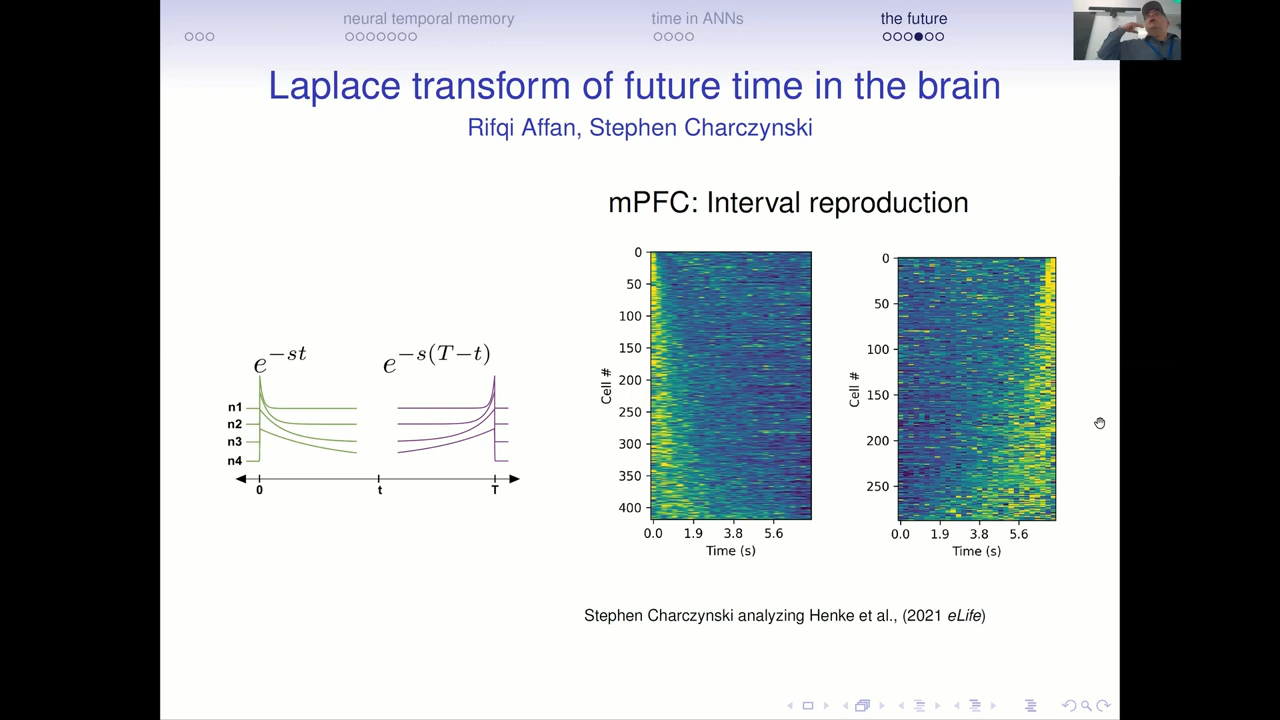 neural temporal memory
time in ANNs
the future
Laplace transform of future time in the brain
Rifqi Affan, Stephen Charczynski
mPFC: Interval reproduction
e^{-st}
e^{-s(T-t)}
n1
n2
n3
n4
0
t
T
Cell #
0
50
100
150
200
250
300
350
400
0.0 1.9 3.8 5.6
Time (s)
Cell #
0
50
100
150
200
250
0.0 1.9 3.8 5.6
Time (s)
Stephen Charczynski analyzing Henke et al., (2021 eLife)